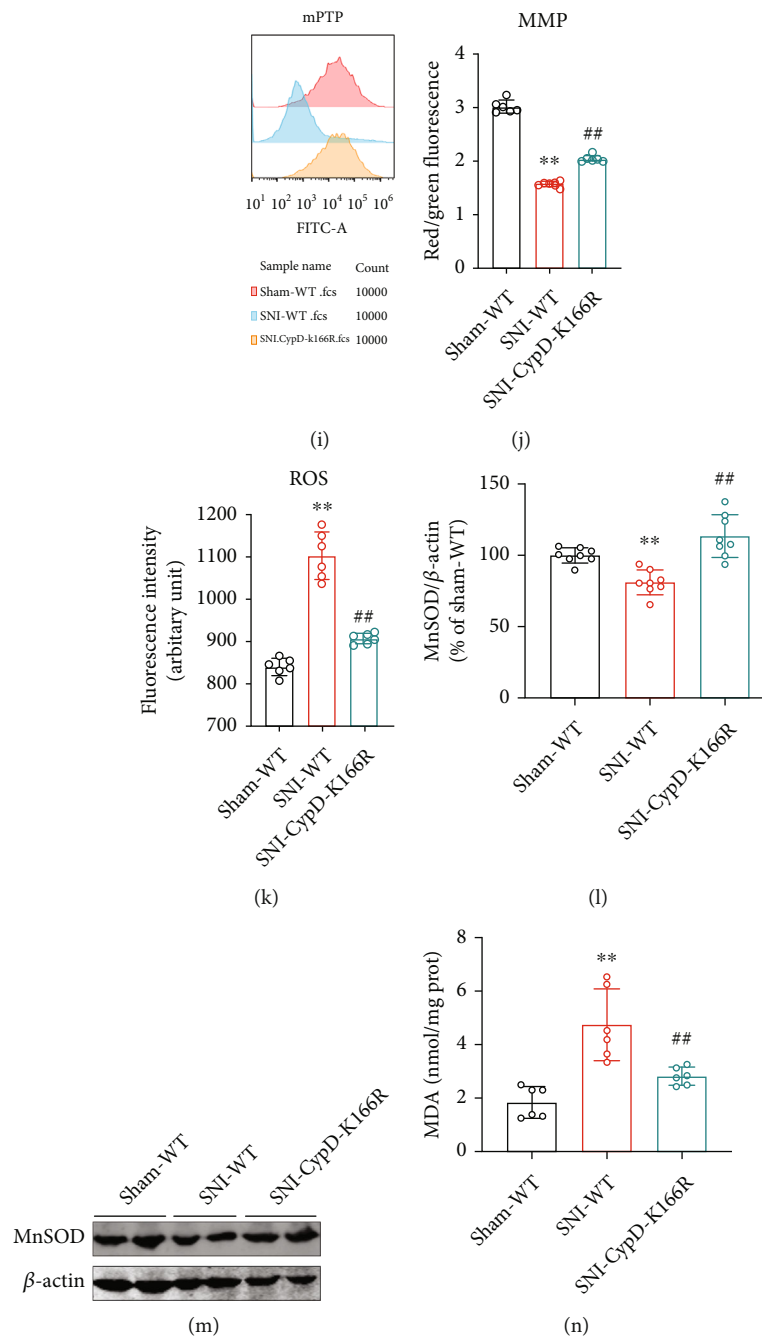 mPTP
10¹ 10² 10³ 10⁴ 10⁵ 10⁶
FITC-A
Sample name Count
Sham-WT .fcs 10000
SNI-WT .fcs 10000
SNI.CypD-k166R.fcs 10000
(i)
MMP
Red/green fluorescence
4
3
2
1
0
**
##
Sham-WT
SNI-WT
SNI-CypD-K166R
(j)
ROS
Fluorescence intensity
(arbitary unit)
1200
1100
1000
900
800
700
**
##
Sham-WT
SNI-WT
SNI-CypD-K166R
(k)
MnSOD/β-actin
(% of sham-WT)
150
100
50
0
**
##
Sham-WT
SNI-WT
SNI-CypD-K166R
(l)
Sham-WT
SNI-WT
SNI-CypD-K166R
MnSOD
β-actin
(m)
MDA (nmol/mg prot)
8
6
4
2
0
**
##
Sham-WT
SNI-WT
SNI-CypD-K166R
(n)